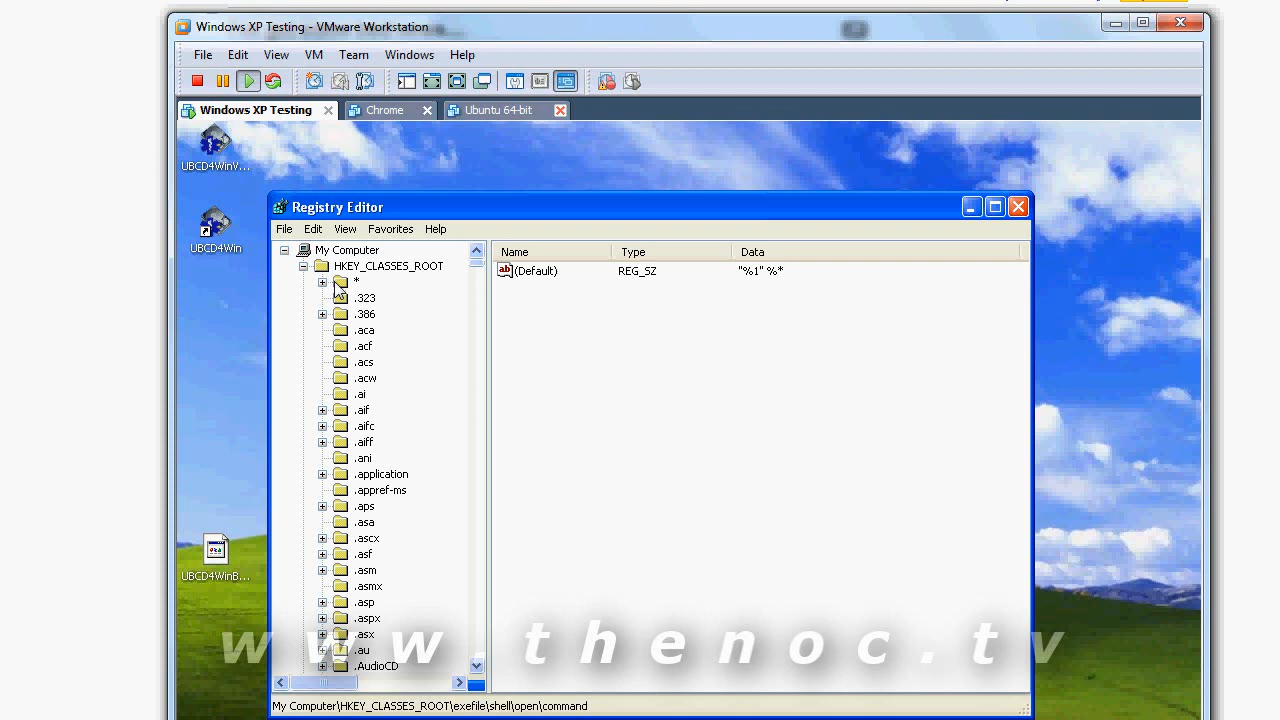 Windows XP Testing - VMware Workstation
File Edit View VM Team Windows Help
Windows XP Testing Chrome Ubuntu 64-bit
UBCD4WinV...
UBCD4Win
UBCD4WinB...
Registry Editor
File Edit View Favorites Help
My Computer
HKEY_CLASSES_ROOT
*
.323
.386
.aca
.acf
.acs
.acw
.ai
.aif
.aifc
.aiff
.ani
.application
.appref-ms
.aps
.asa
.ascx
.asf
.asm
.asmx
.asp
.aspx
.asx
.au
.AudioCD
Name Type Data
ab (Default) REG_SZ "%1" %*
www.thenoc.tv
My Computer\HKEY_CLASSES_ROOT\exefile\shell\open\command